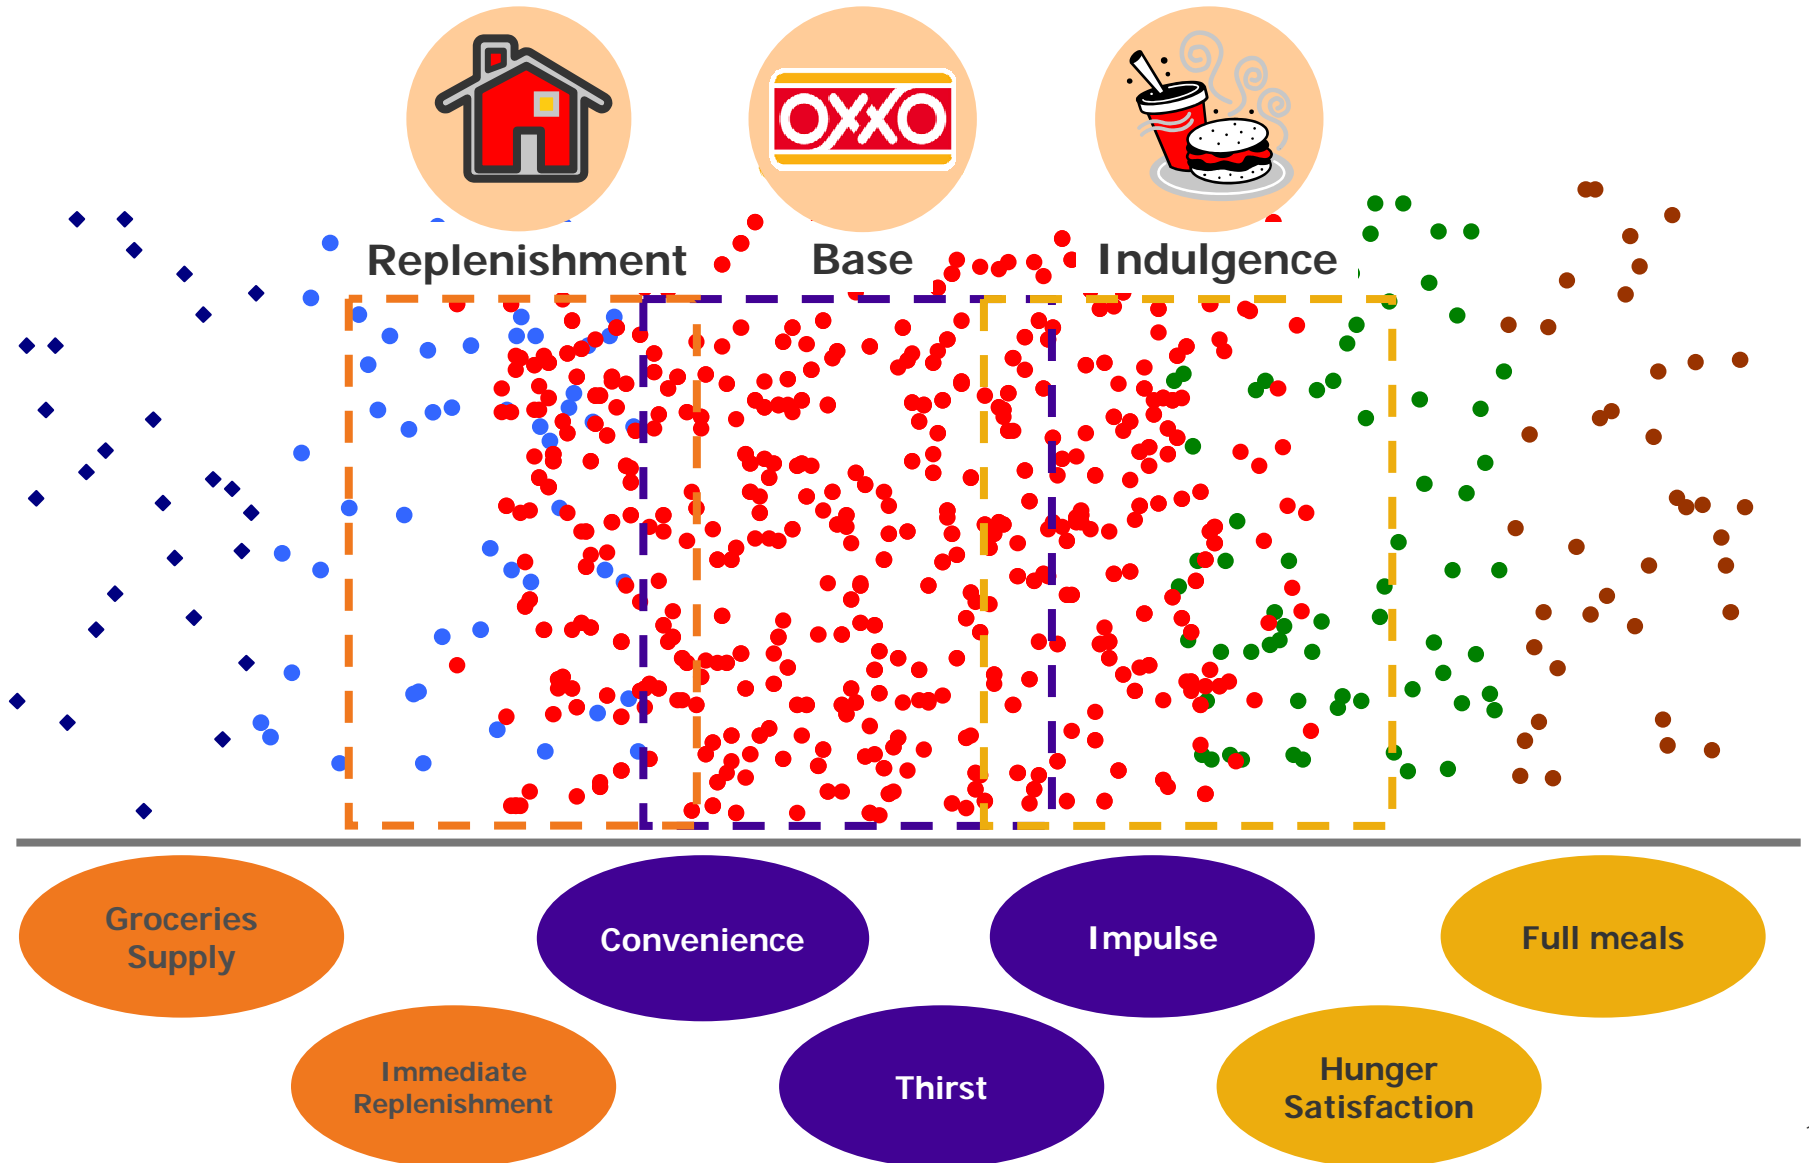 OXXO
Replenishment
Base
Indulgence
Groceries
Supply
Convenience
Impulse
Full meals
Immediate
Replenishment
Thirst
Hunger
Satisfaction